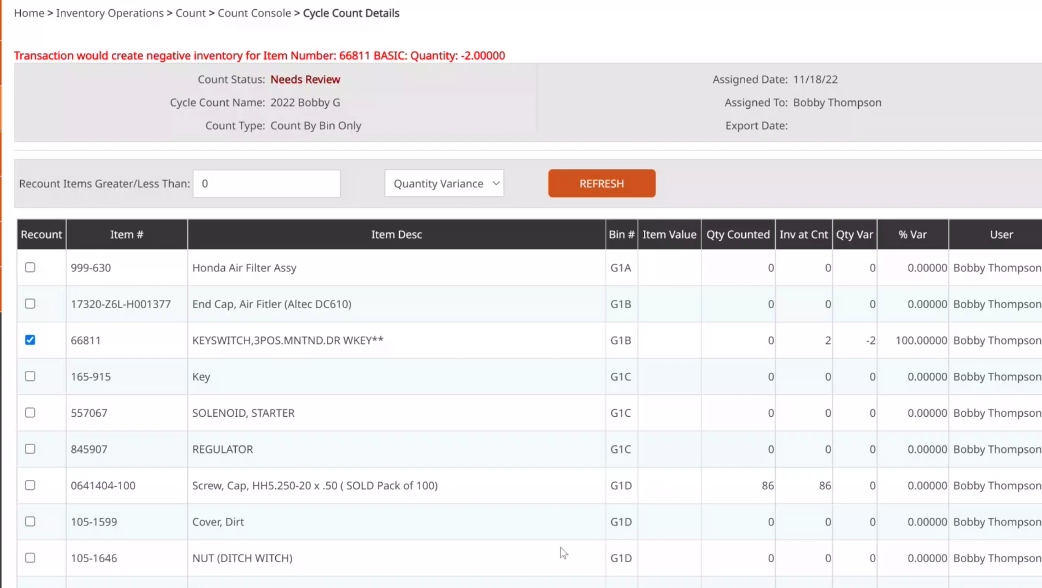 Home > Inventory Operations > Count > Count Console > Cycle Count Details
Transaction would create negative inventory for Item Number: 66811 BASIC: Quantity: -2.00000
Count Status: Needs Review Assigned Date: 11/18/22
Cycle Count Name: 2022 Bobby G Assigned To: Bobby Thompson
Count Type: Count By Bin Only Export Date:
Recount Items Greater/Less Than: 0 Quantity Variance REFRESH
Recount Item # Item Desc Bin # Item Value Qty Counted Inv at Cnt Qty Var % Var User
999-630 Honda Air Filter Assy G1A 0 0 0 0.00000 Bobby Thompson
17320-Z6L-H001377 End Cap, Air Fitler (Altec DC610) G1B 0 0 0 0.00000 Bobby Thompson
66811 KEYSWITCH,3POS.MNTND.DR WKEY** G1B 0 2 -2 100.00000 Bobby Thompson
165-915 Key G1C 0 0 0 0.00000 Bobby Thompson
557067 SOLENOID, STARTER G1C 0 0 0 0.00000 Bobby Thompson
845907 REGULATOR G1C 0 0 0 0.00000 Bobby Thompson
0641404-100 Screw, Cap, HH5.250-20 x .50 ( SOLD Pack of 100) G1D 86 86 0 0.00000 Bobby Thompson
105-1599 Cover, Dirt G1D 0 0 0 0.00000 Bobby Thompson
105-1646 NUT (DITCH WITCH) G1D 0 0 0 0.00000 Bobby Thompson